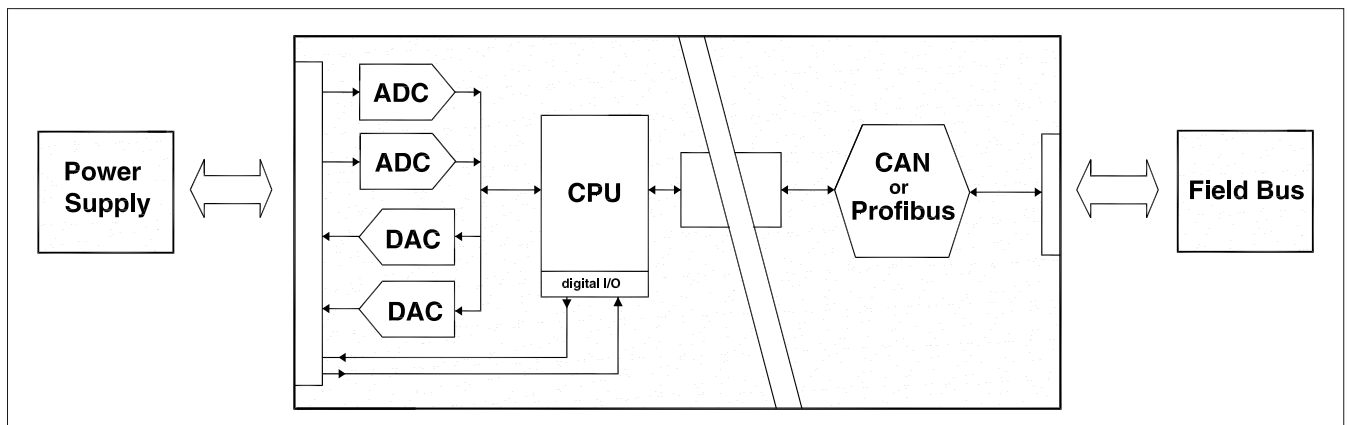 Power
Supply
ADC
ADC
DAC
DAC
CPU
digital I/O
CAN
or
Profibus
Field Bus